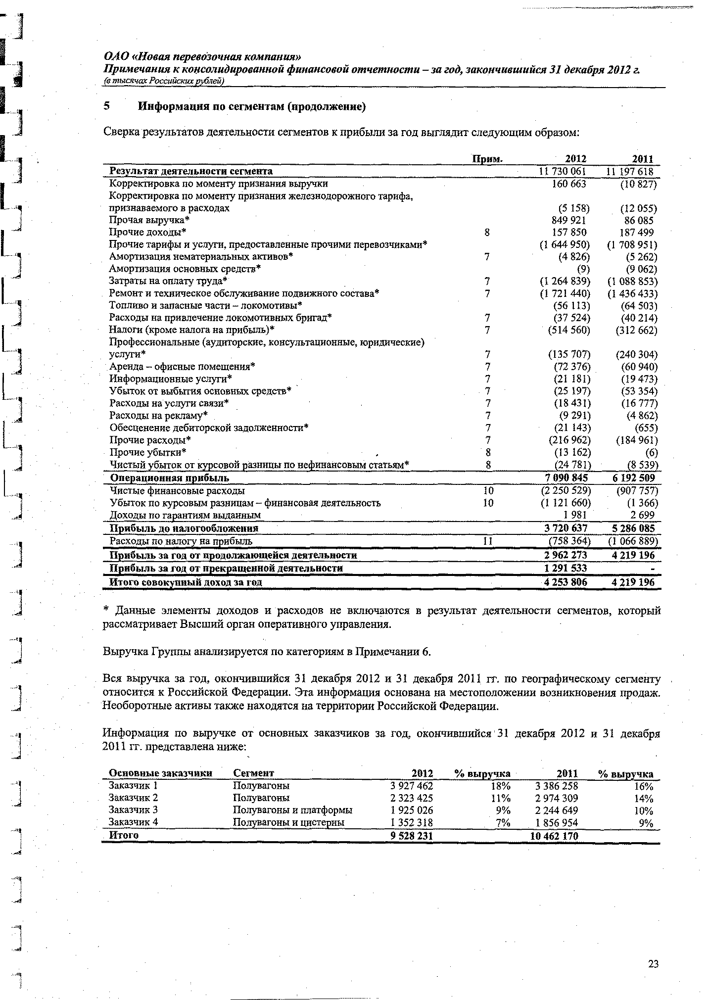 ОАО «Новая перевозочная компания»
Примечания к консолидированной финансовой отчетности – за год, закончившийся 31 декабря 2012 г.
(в тысячах Российских рублей)
5 Информация по сегментам (продолжение)
Сверка результатов деятельности сегментов к прибыли за год выглядит следующим образом:
Прим. 2012 2011
Результат деятельности сегмента 11 730 061 11 197 618
Корректировка по моменту признания выручки 160 663 (10 827)
Корректировка по моменту признания железнодорожного тарифа,
признаваемого в расходах (5 158) (12 055)
Прочая выручка* 849 921 86 085
Прочие доходы* 8 157 850 187 499
Прочие тарифы и услуги, предоставленные прочими перевозчиками* (1 644 950) (1 708 951)
Амортизация нематериальных активов* 7 (4 826) (5 262)
Амортизация основных средств* (9) (9 062)
Затраты на оплату труда* 7 (1 264 839) (1 088 853)
Ремонт и техническое обслуживание подвижного состава* 7 (1 721 440) (1 436 433)
Топливо и запасные части – локомотивы* (56 113) (64 503)
Расходы на привлечение локомотивных бригад* 7 (37 524) (40 214)
Налоги (кроме налога на прибыль)* 7 (514 560) (312 662)
Профессиональные (аудиторские, консультационные, юридические)
услуги* 7 (135 707) (240 304)
Аренда – офисные помещения* 7 (72 376) (60 940)
Информационные услуги* 7 (21 181) (19 473)
Убыток от выбытия основных средств* 7 (25 197) (53 354)
Расходы на услуги связи* 7 (18 431) (16 777)
Расходы на рекламу* 7 (9 291) (4 862)
Обесценение дебиторской задолженности* 7 (21 143) (655)
Прочие расходы* 7 (216 962) (184 961)
Прочие убытки* 8 (13 162) (6)
Чистый убыток от курсовой разницы по нефинансовым статьям* 8 (24 781) (8 539)
Операционная прибыль 7 090 845 6 192 509
Чистые финансовые расходы 10 (2 250 529) (907 757)
Убыток по курсовым разницам – финансовая деятельность 10 (1 121 660) (1 366)
Доходы по гарантиям выданным 1 981 2 699
Прибыль до налогообложения 3 720 637 5 286 085
Расходы по налогу на прибыль 11 (758 364) (1 066 889)
Прибыль за год от продолжающейся деятельности 2 962 273 4 219 196
Прибыль за год от прекращенной деятельности 1 291 533 -
Итого совокупный доход за год 4 253 806 4 219 196
* Данные элементы доходов и расходов не включаются в результат деятельности сегментов, который
рассматривает Высший орган оперативного управления.
Выручка Группы анализируется по категориям в Примечании 6.
Вся выручка за год, окончившийся 31 декабря 2012 и 31 декабря 2011 гг. по географическому сегменту
относится к Российской Федерации. Эта информация основана на местоположении возникновения продаж.
Необоротные активы также находятся на территории Российской Федерации.
Информация по выручке от основных заказчиков за год, окончившийся 31 декабря 2012 и 31 декабря
2011 гг. представлена ниже:
Основные заказчики Сегмент 2012 % выручка 2011 % выручка
Заказчик 1 Полувагоны 3 927 462 18% 3 386 258 16%
Заказчик 2 Полувагоны 2 323 425 11% 2 974 309 14%
Заказчик 3 Полувагоны и платформы 1 925 026 9% 2 244 649 10%
Заказчик 4 Полувагоны и цистерны 1 352 318 7% 1 856 954 9%
Итого 9 528 231 10 462 170
23